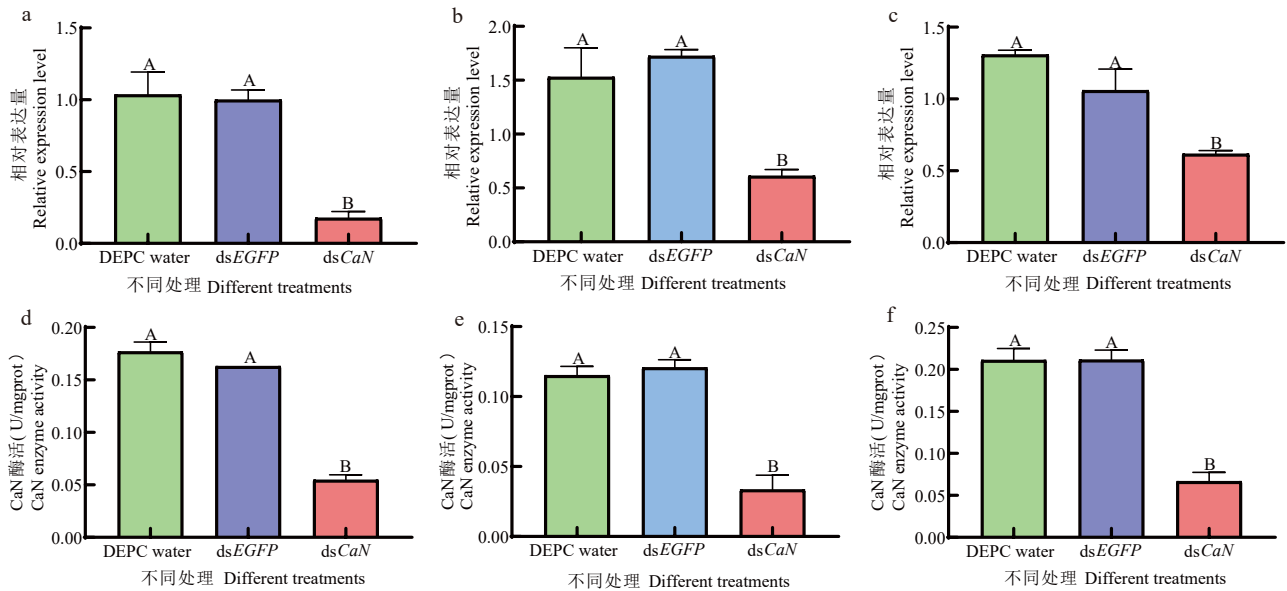 a
相对表达量
Relative expression level
1.5
1.0
0.5
0.0
A
A
B
DEPC water
dsEGFP
dsCaN
不同处理 Different treatments
b
相对表达量
Relative expression level
2.0
1.5
1.0
0.5
0.0
A
A
B
DEPC water
dsEGFP
dsCaN
不同处理 Different treatments
c
相对表达量
Relative expression level
1.5
1.0
0.5
0.0
A
A
B
DEPC water
dsEGFP
dsCaN
不同处理 Different treatments
d
CaN酶活(U/mgprot)
CaN enzyme activity
0.20
0.15
0.10
0.05
0.00
A
A
B
DEPC water
dsEGFP
dsCaN
不同处理 Different treatments
e
CaN酶活(U/mgprot)
CaN enzyme activity
0.15
0.10
0.05
0.00
A
A
B
DEPC water
dsEGFP
dsCaN
不同处理 Different treatments
f
CaN酶活(U/mgprot)
CaN enzyme activity
0.25
0.20
0.15
0.10
0.05
0.00
A
A
B
DEPC water
dsEGFP
dsCaN
不同处理 Different treatments